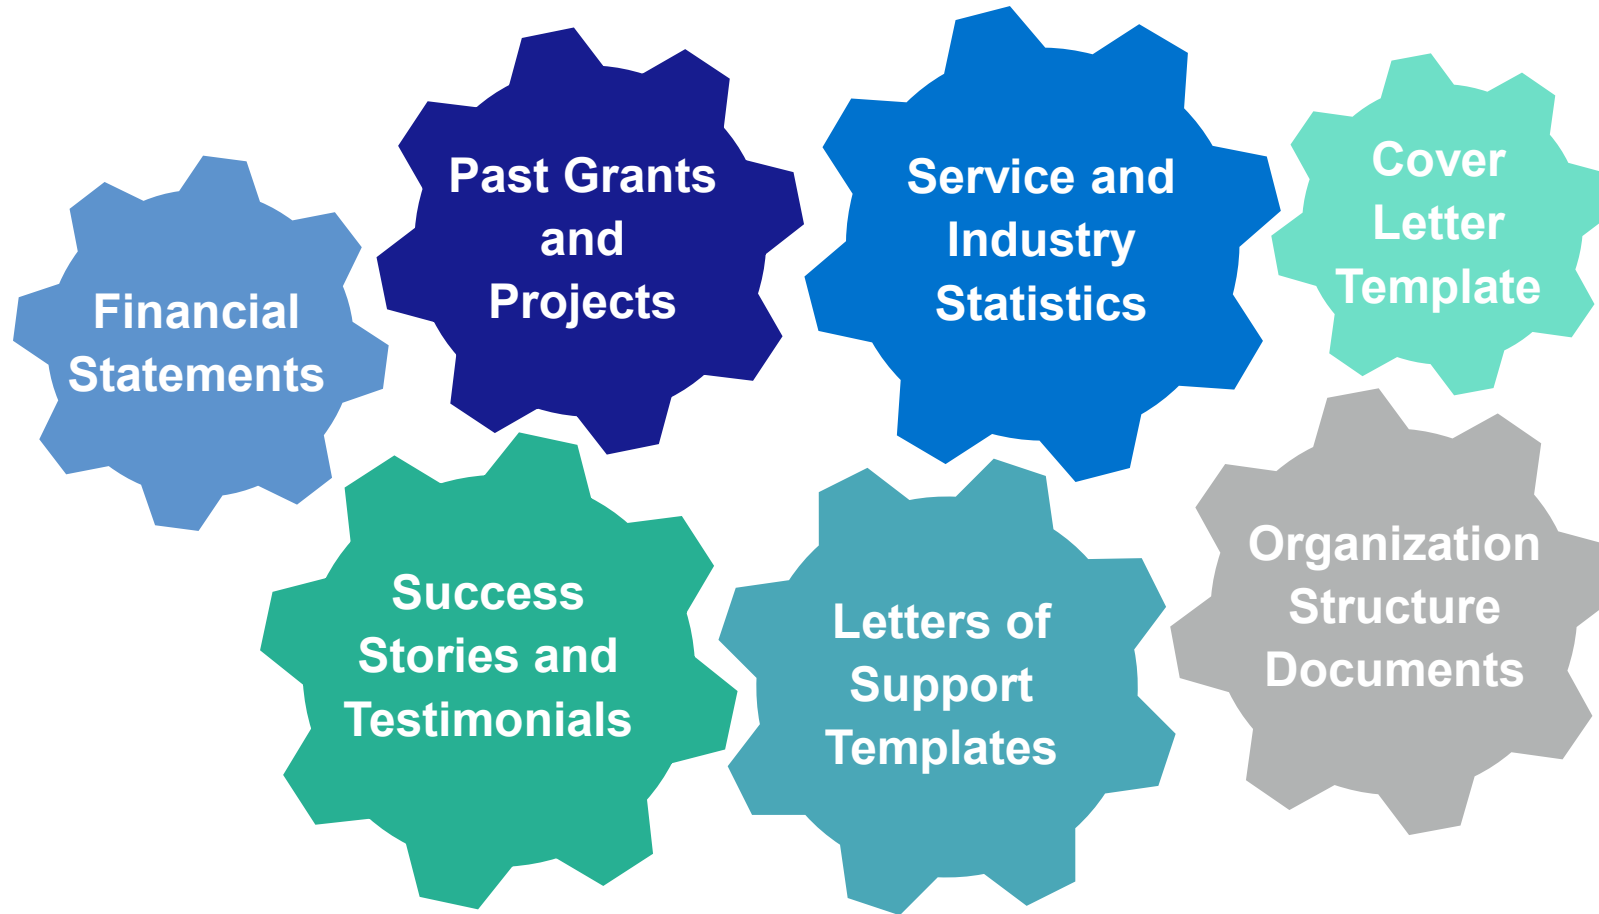 Financial
Statements
Past Grants
and
Projects
Service and
Industry
Statistics
Cover
Letter
Template
Success
Stories and
Testimonials
Letters of
Support
Templates
Organization
Structure
Documents